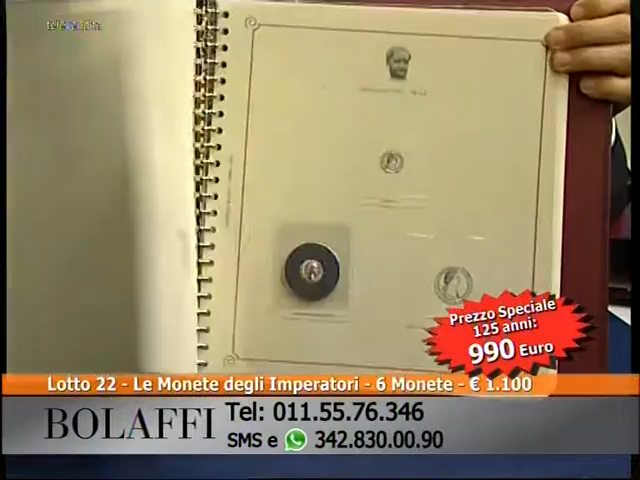 Prezzo Speciale
125 anni:
990 Euro
Lotto 22 - Le Monete degli Imperatori - 6 Monete - € 1.100
BOLAFFI
Tel: 011.55.76.346
SMS e 342.830.00.90